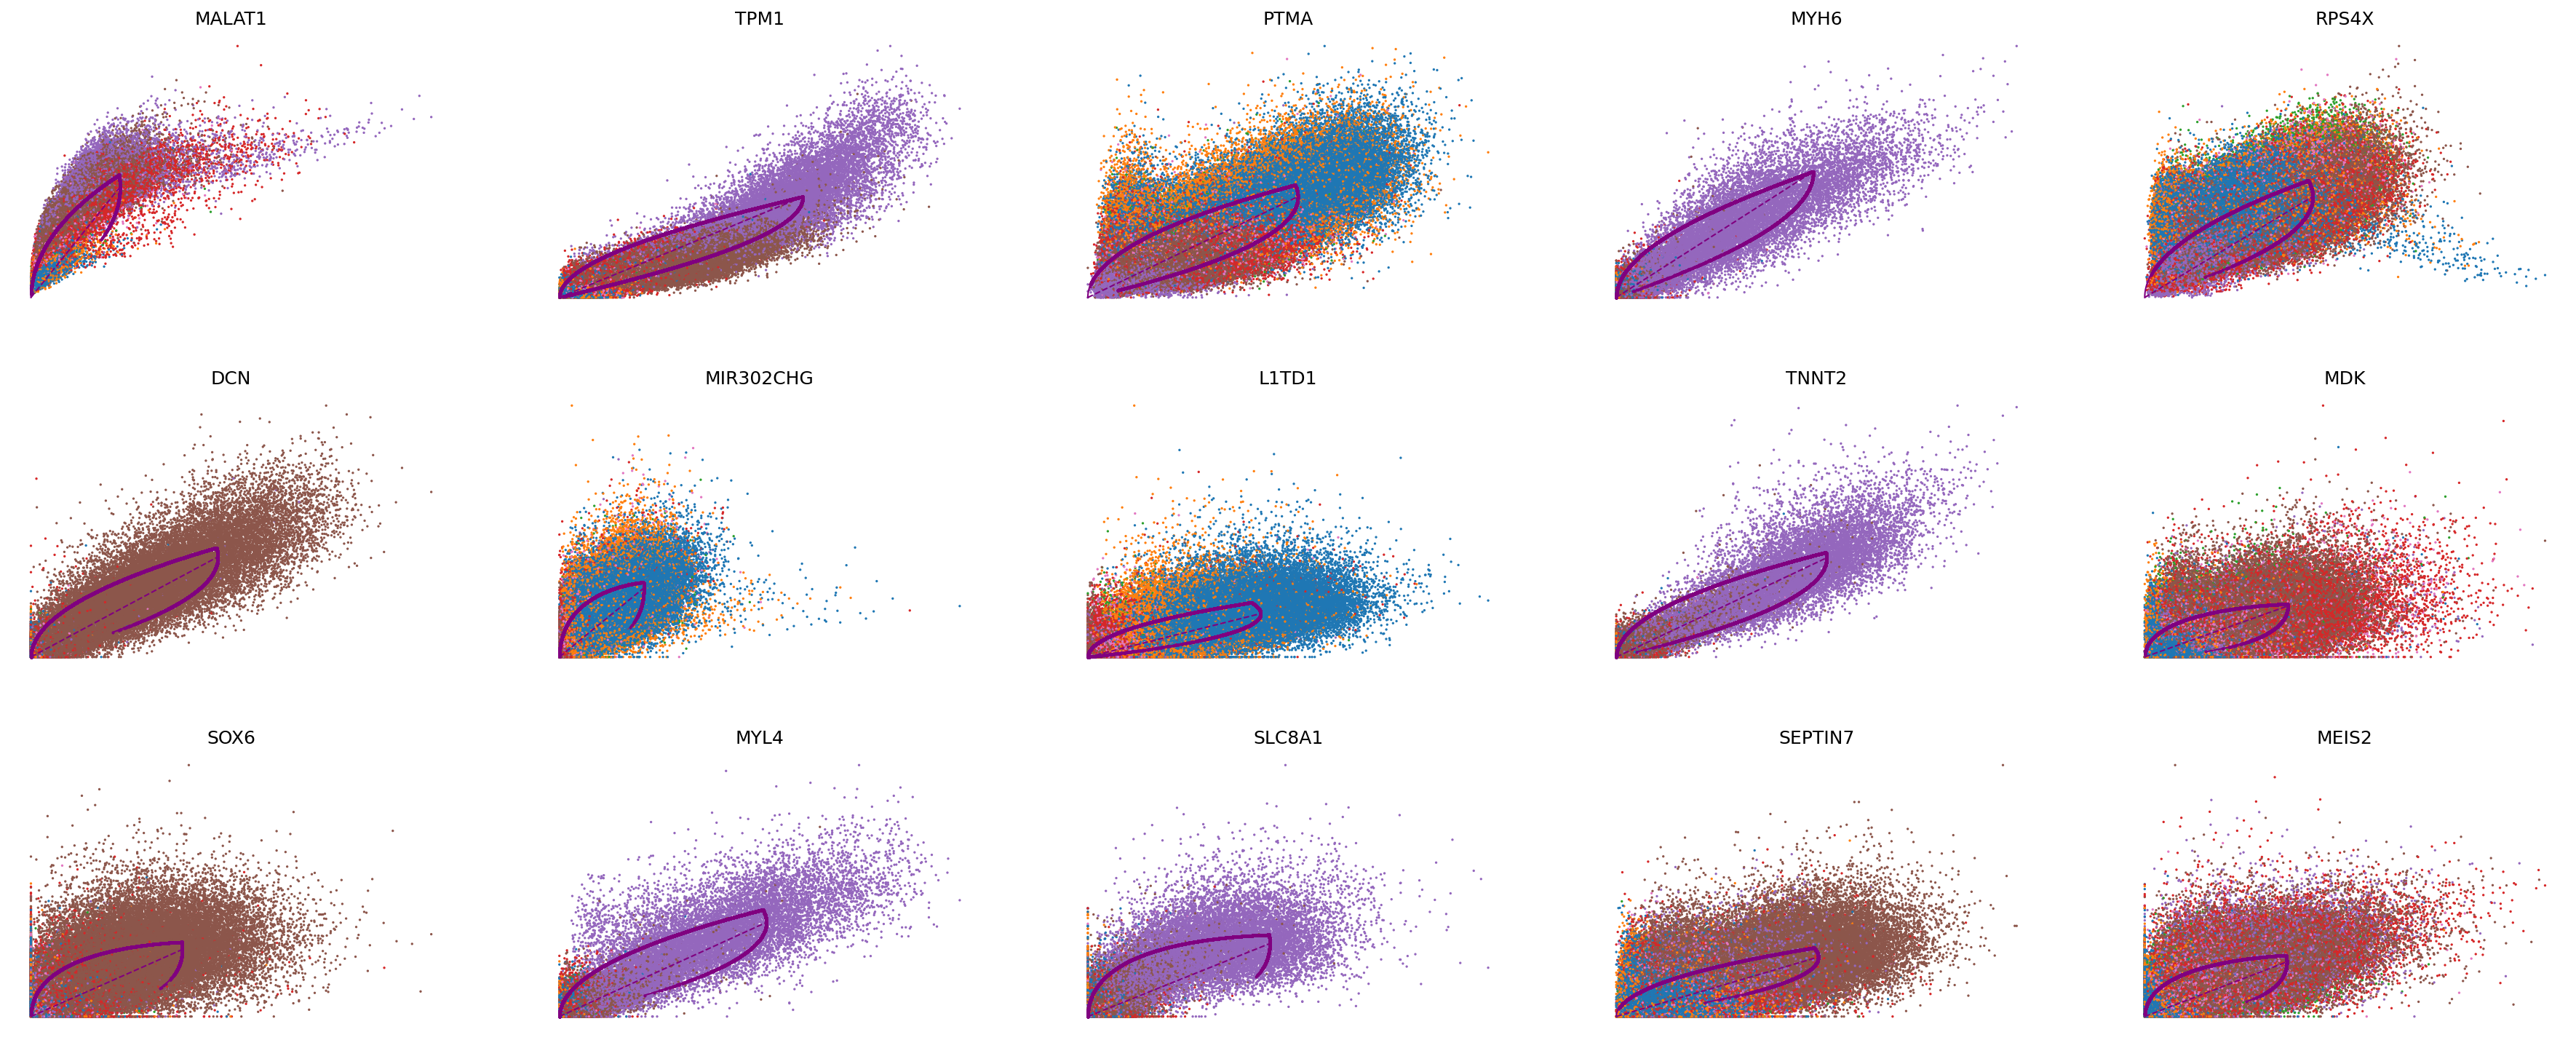 MALAT1
TPM1
PTMA
MYH6
RPS4X
DCN
MIR302CHG
L1TD1
TNNT2
MDK
SOX6
MYL4
SLC8A1
SEPTIN7
MEIS2